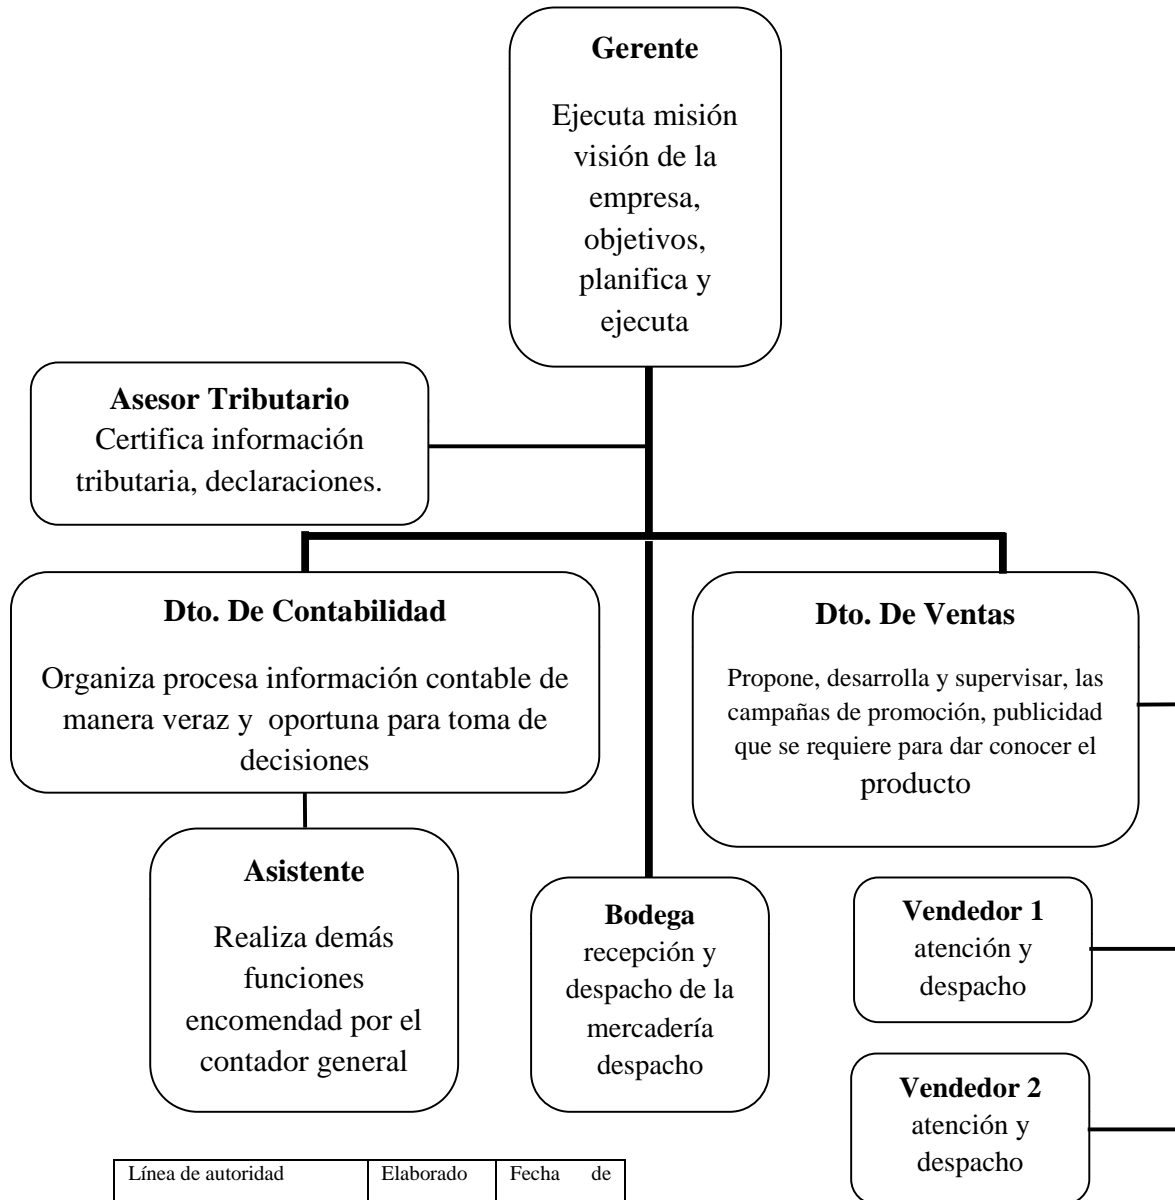 Gerente
Ejecuta misión
visión de la
empresa,
objetivos,
planifica y
ejecuta
Asesor Tributario
Certifica información
tributaria, declaraciones.
Dto. De Contabilidad
Organiza procesa información contable de
manera veraz y oportuna para toma de
decisiones
Dto. De Ventas
Propone, desarrolla y supervisar, las
campañas de promoción, publicidad
que se requiere para dar conocer el
producto
Asistente
Realiza demás
funciones
encomendad por el
contador general
Bodega
recepción y
despacho de la
mercadería
despacho
Vendedor 1
atención y
despacho
Vendedor 2
atención y
despacho
Línea de autoridad
Elaborado
Fecha de